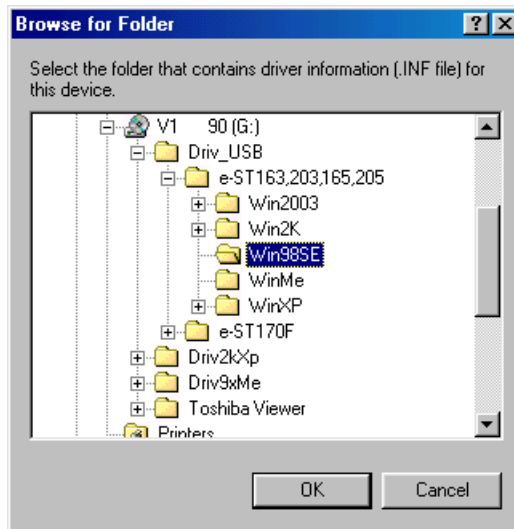 Browse for Folder
Select the folder that contains driver information (.INF file) for
this device.
V1 90 (G:)
Driv_USB
e-ST163,203,165,205
Win2003
Win2K
Win98SE
WinMe
WinXP
e-ST170F
Driv2kXp
Driv9xMe
Toshiba Viewer
Printers
OK Cancel